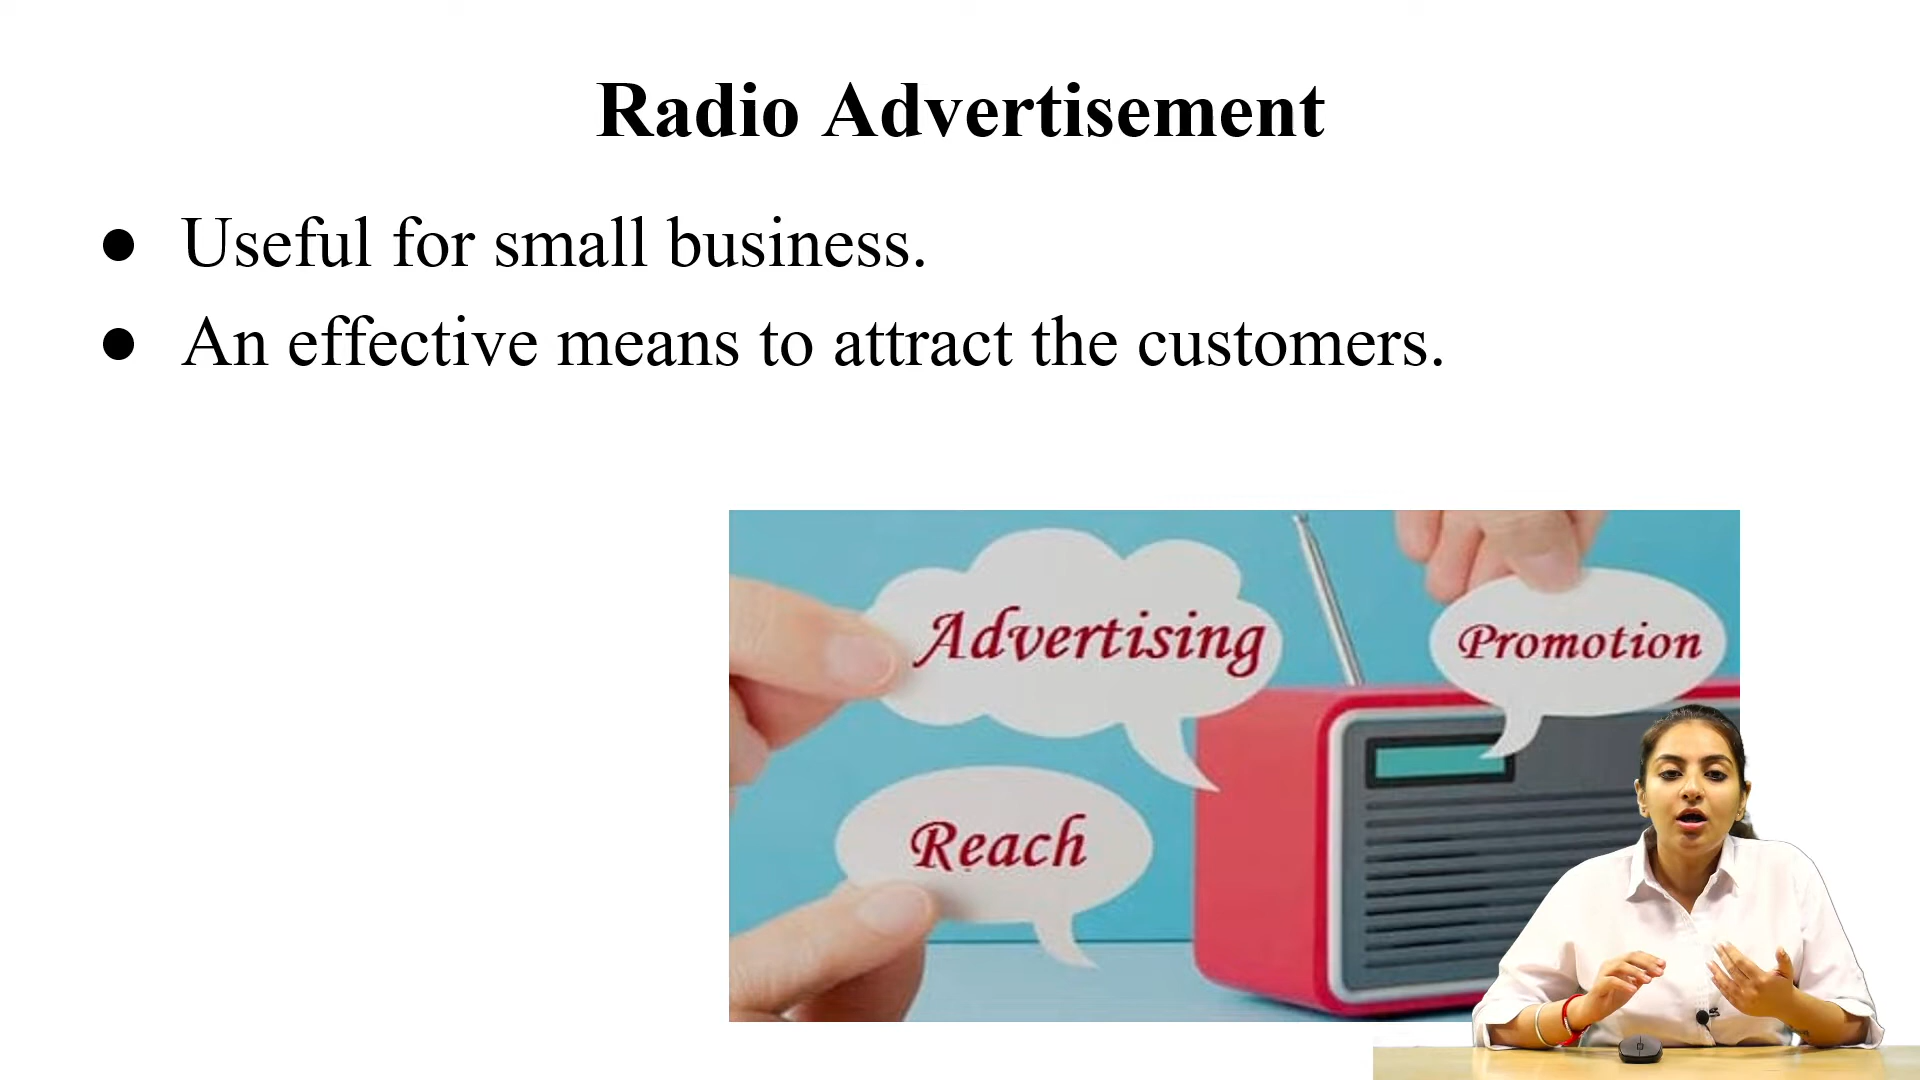 Radio Advertisement
● Useful for small business.
● An effective means to attract the customers.
Advertising
Promotion
Reach